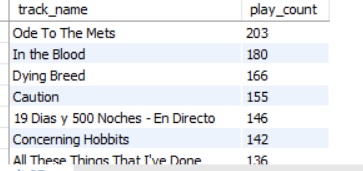 track_name play_count
Ode To The Mets 203
In the Blood 180
Dying Breed 166
Caution 155
19 Dias y 500 Noches - En Directo 146
Concerning Hobbits 142
All These Things That I've Done 136